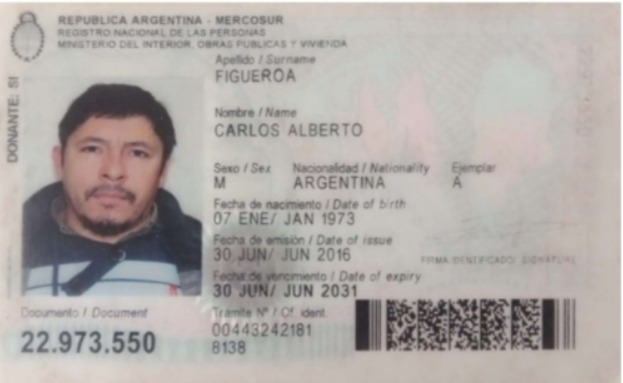 REPUBLICA ARGENTINA - MERCOSUR
REGISTRO NACIONAL DE LAS PERSONAS
MINISTERIO DEL INTERIOR, OBRAS PUBLICAS Y VIVIENDA
DONANTE: SI
Apellido / Surname
FIGUEROA
Nombre / Name
CARLOS ALBERTO
Sexo / Sex Nacionalidad / Nationality Ejemplar
M ARGENTINA A
Fecha de nacimiento / Date of birth
07 ENE/ JAN 1973
Fecha de emisión / Date of issue
30 JUN/ JUN 2016
FIRMA IDENTIFICADO/ SIGNATURE
Fecha de vencimiento / Date of expiry
30 JUN/ JUN 2031
Documento / Document
22.973.550
Tramite Nº / Of. ident.
00443242181
8138